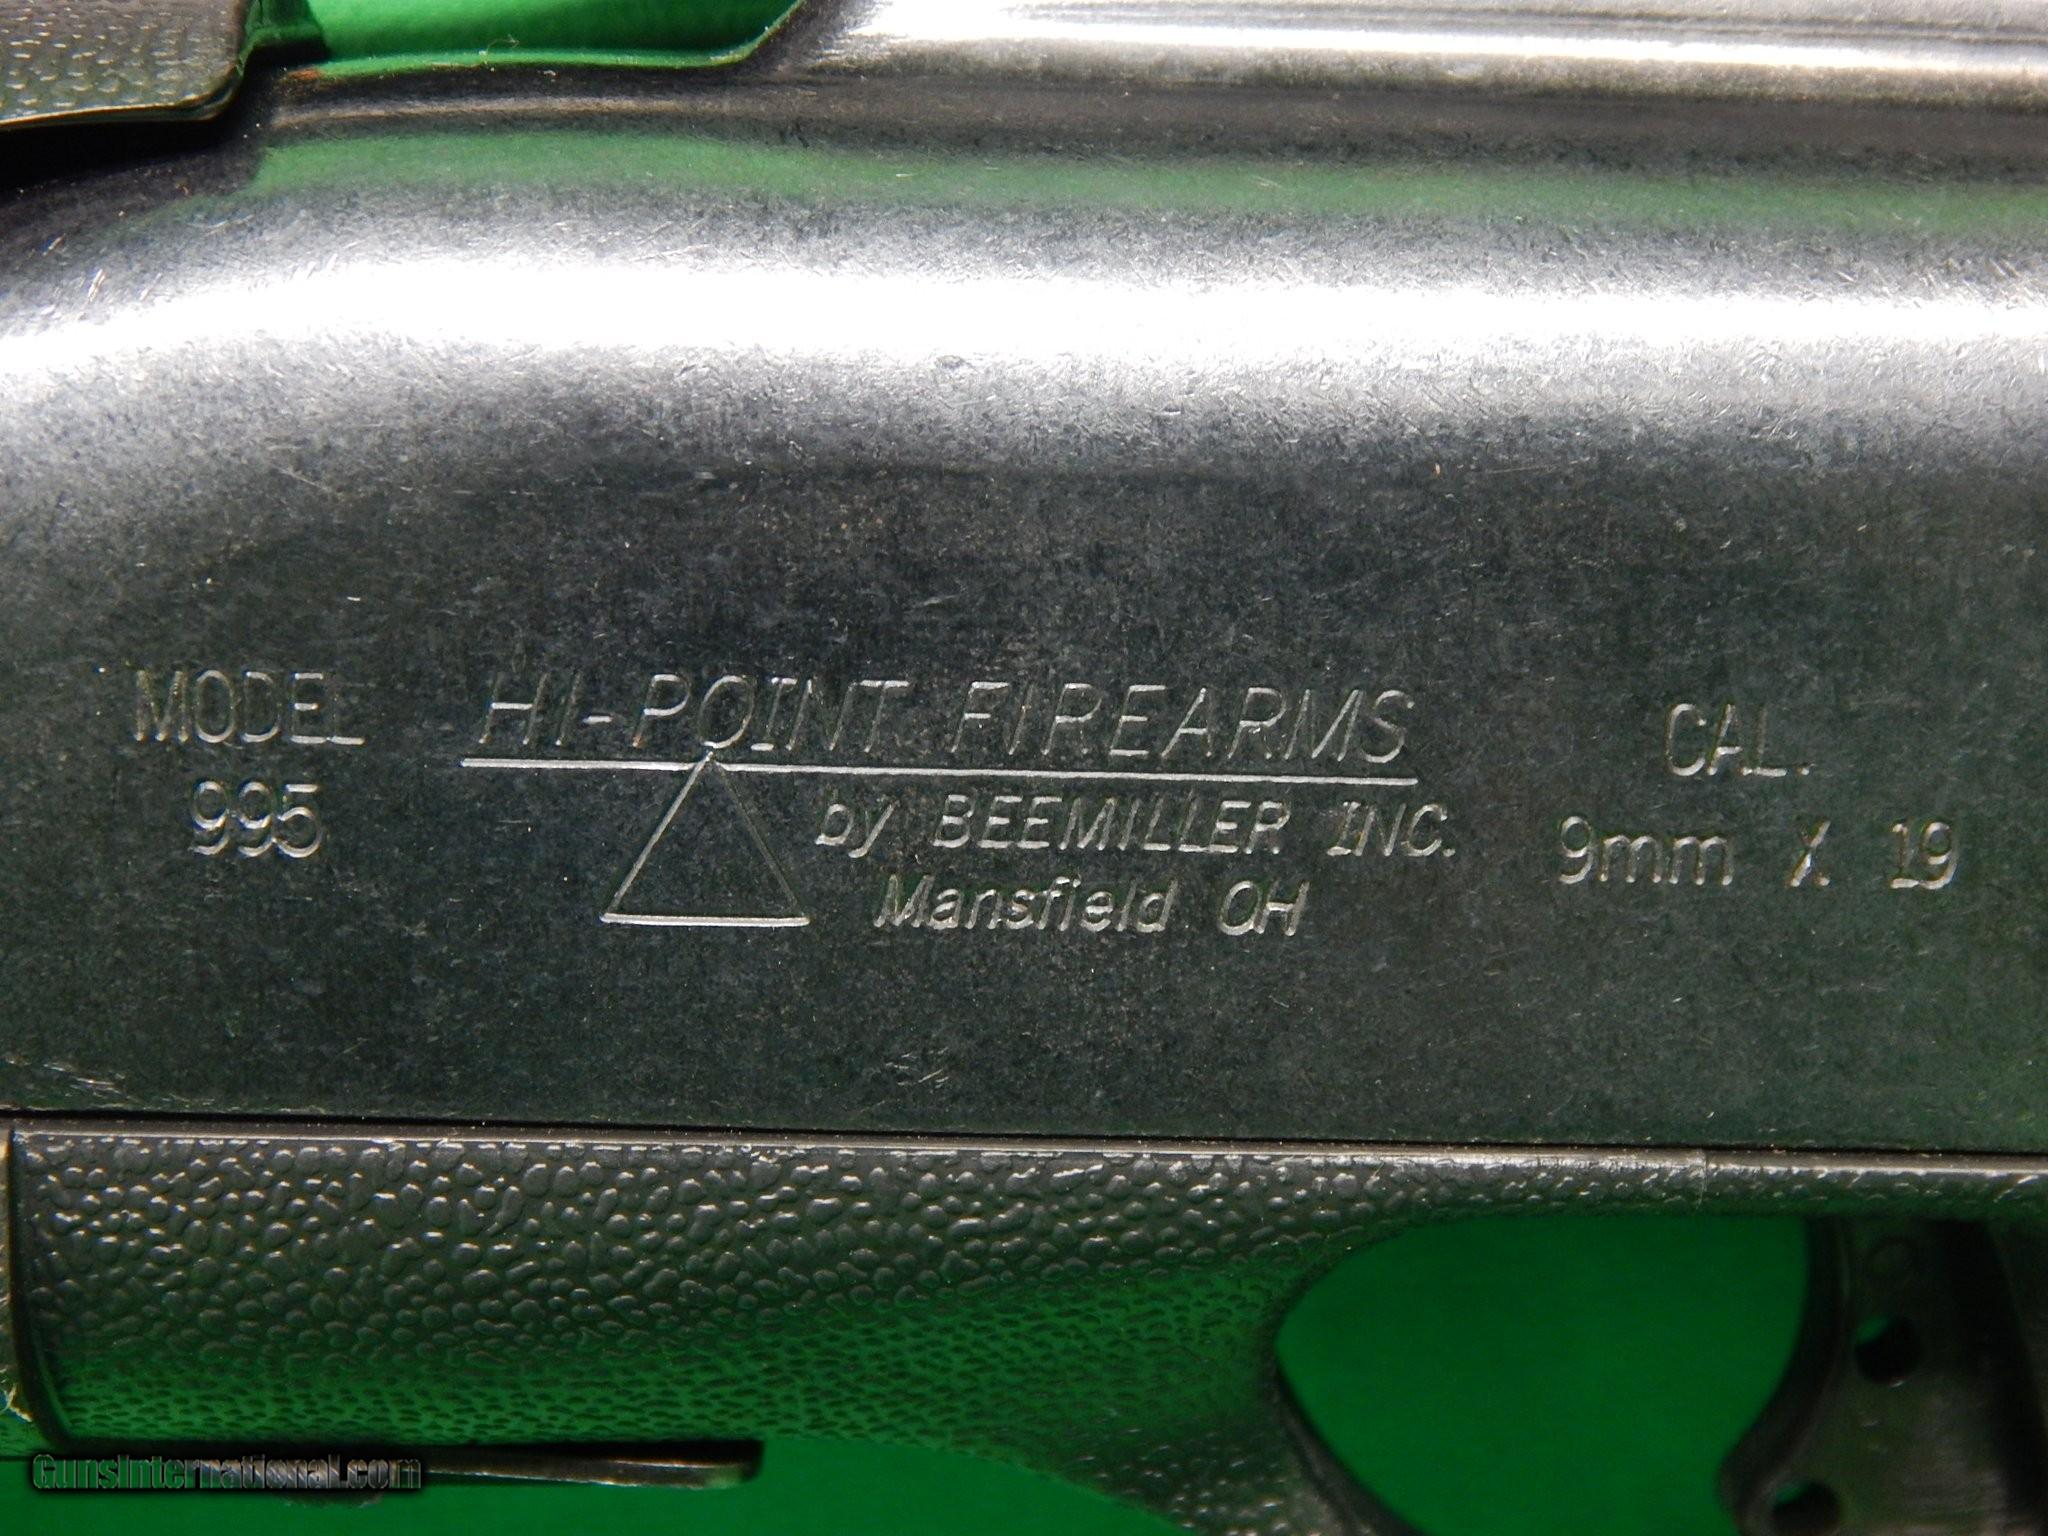 MODEL
995
HI-POINT FIREARMS
by BEEMILLER INC.
Mansfield OH
CAL.
9mm X 19
GunsInternational.com